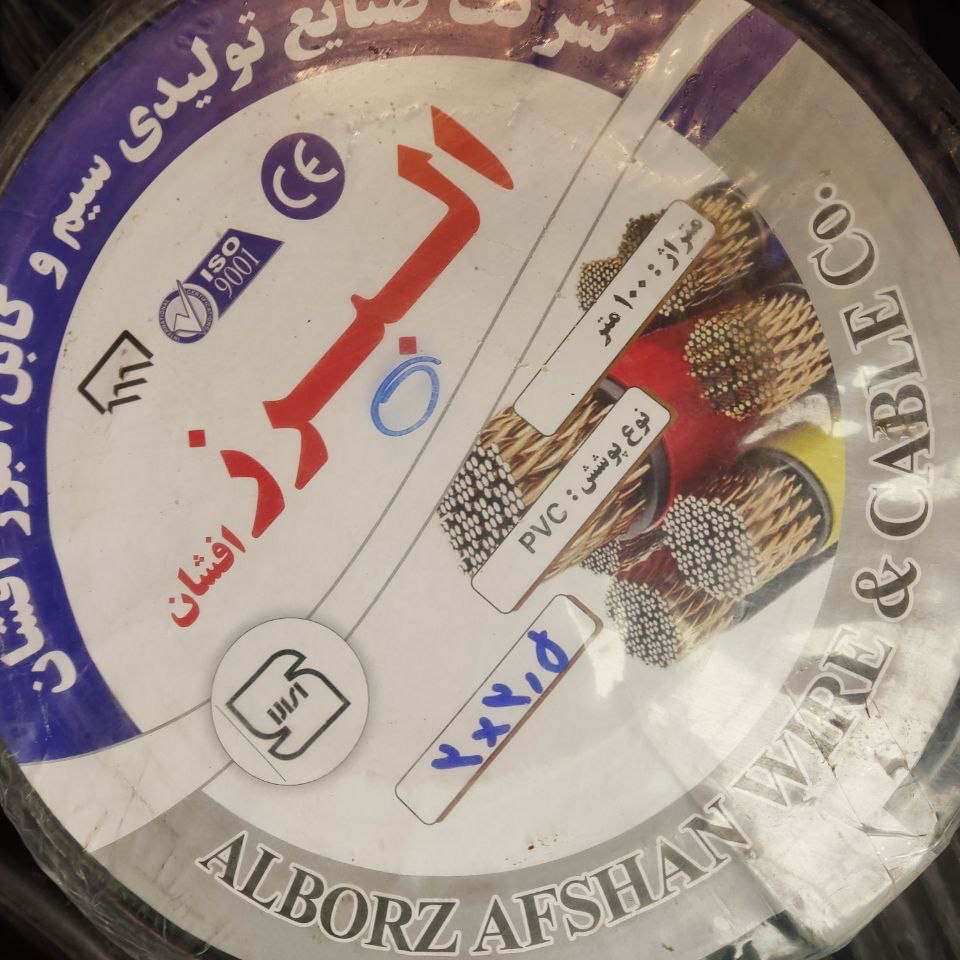 شرکت صنایع تولیدی سیم و کابل البرز افشان
البرز
افشان
CE
ISO
9001
متراژ : ۱۰۰ متر
نوع پوشش : PVC
۲×۲,۵
ALBORZ AFSHAN WIRE & CABLE Co.